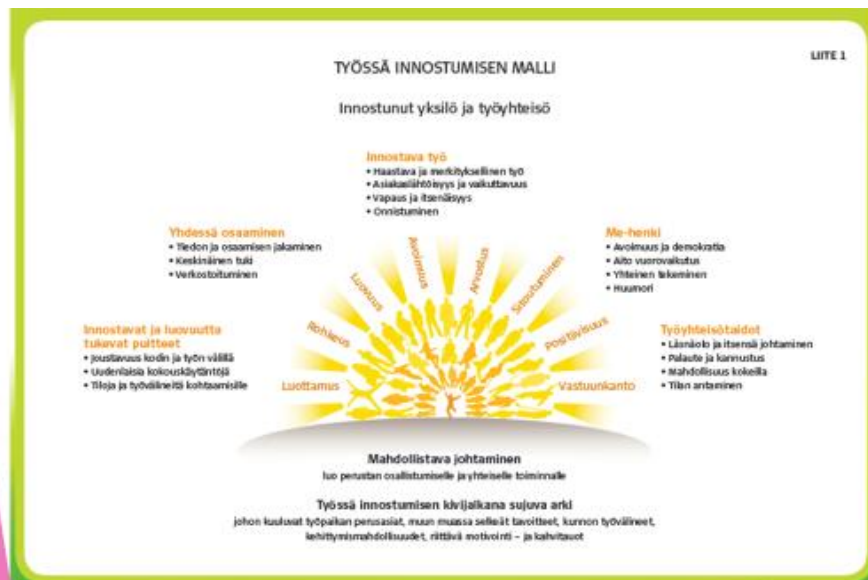 LIITE 1
TYÖSSÄ INNOSTUMISEN MALLI
Innostunut yksilö ja työyhteisö
Innostava työ
• Haastava ja merkityksellinen työ
• Asiakaslähtöisyys ja vaikuttavuus
• Vapaus ja itsenäisyys
• Onnistuminen
Yhdessä osaaminen
• Tiedon ja osaamisen jakaminen
• Keskinäinen tuki
• Verkostoituminen
Me-henki
• Avoimuus ja demokratia
• Aito vuorovaikutus
• Yhteinen tekeminen
• Huumori
Innostavat ja luovuutta
tukevat puitteet
• Joustavuus kodin ja työn välillä
• Uudenlaisia kokouskäytäntöjä
• Tiloja ja työvälineitä kohtaamisille
Työyhteisötaidot
• Läsnäolo ja itsensä johtaminen
• Palaute ja kannustus
• Mahdollisuus kokeilla
• Tilan antaminen
Luottamus
Rohkeus
Luovuus
Avoimuus
Arvostus
Sitoutuminen
Positiivisuus
Vastuunkanto
Mahdollistava johtaminen
luo perustan osallistumiselle ja yhteiselle toiminnalle
Työssä innostumisen kivijalkana sujuva arki
johon kuuluvat työpaikan perusasiat, muun muassa selkeät tavoitteet, kunnon työvälineet,
kehittymismahdollisuudet, riittävä motivointi – ja kahvitauot